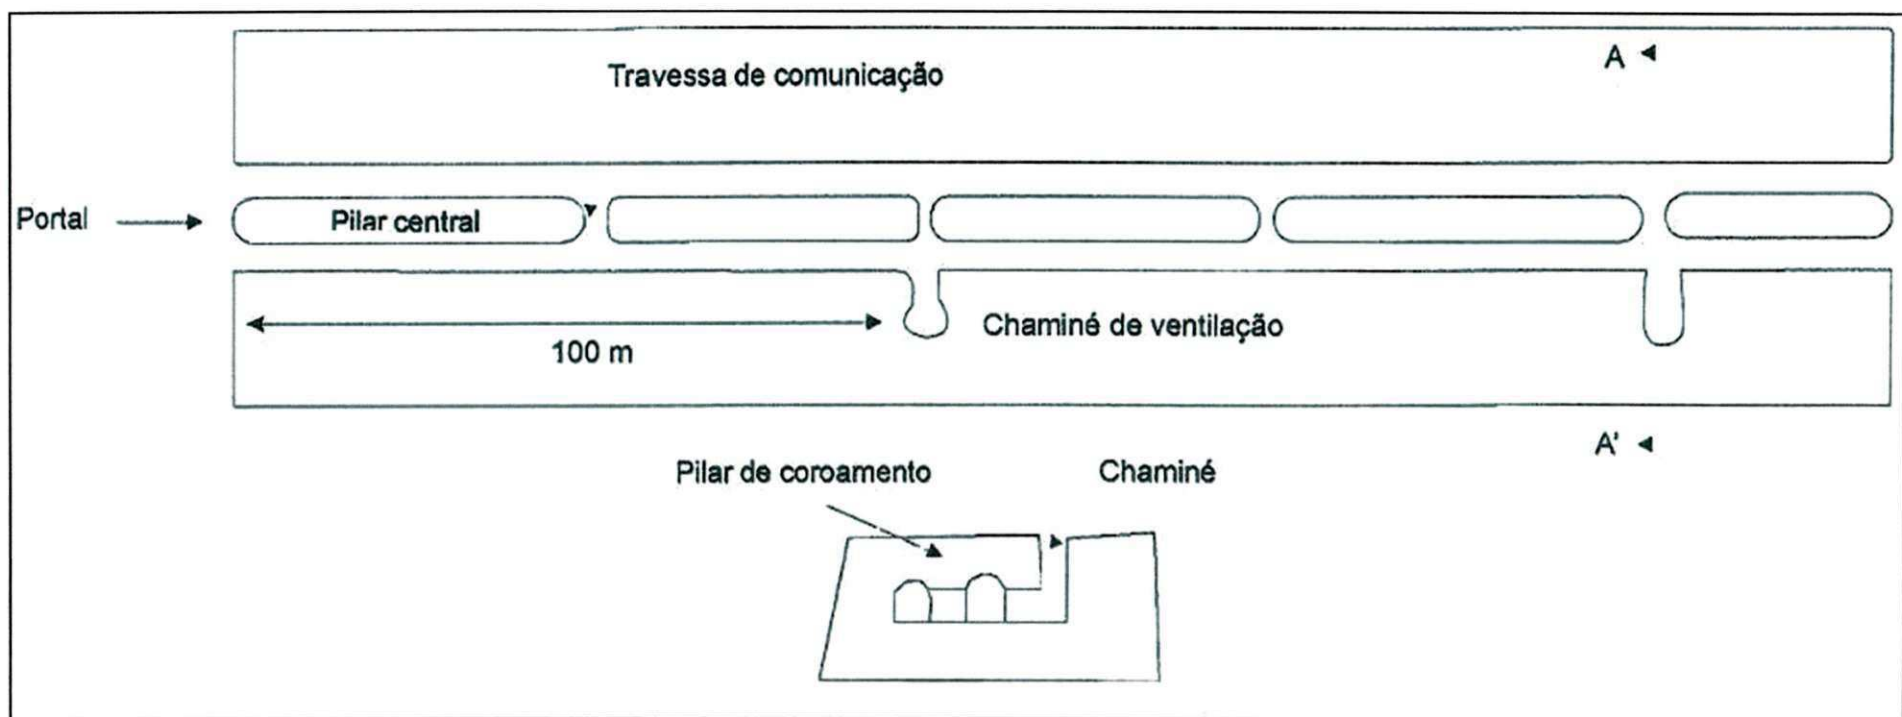 Travessa de comunicação
A
Portal
Pilar central
100 m
Chaminé de ventilação
A'
Pilar de coroamento
Chaminé